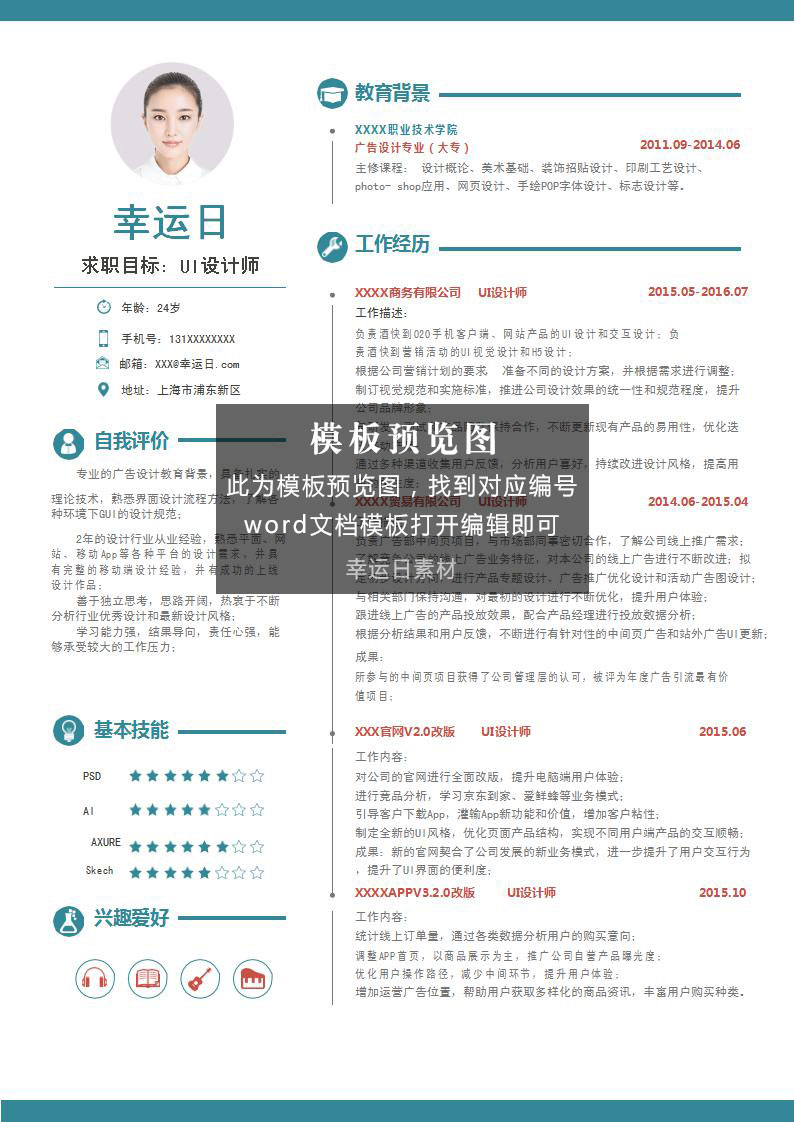 幸运日
求职目标: UI设计师
年龄: 24岁
手机号: 131XXXXXXXX
邮箱: XXX@幸运日.com
地址: 上海市浦东新区
自我评价
专业的广告设计教育背景,具备扎实的
理论技术, 熟悉界面设计流程方法, 了解各
种环境下GUI的设计规范;
2年的设计行业从业经验, 熟悉平面、网
站、移动App等各种平台的设计需求, 并具
有完整的移动端设计经验, 并有成功的上线
设计作品;
善于独立思考, 思路开阔, 热衷于不断
分析行业优秀设计和最新设计风格;
学习能力强, 结果导向, 责任心强, 能
够承受较大的工作压力;
基本技能
PSD
AI
AXURE
Skech
兴趣爱好
教育背景
XXXX职业技术学院
广告设计专业(大专)
2011.09-2014.06
主修课程: 设计概论、美术基础、装饰招贴设计、印刷工艺设计、
photo- shop应用、网页设计、手绘POP字体设计、标志设计等。
工作经历
XXXX商务有限公司 UI设计师 2015.05-2016.07
工作描述:
负责酒快到O2O手机客户端、网站产品的UI设计和交互设计; 负
责酒快到营销活动的UI视觉设计和H5设计;
根据公司营销计划的要求, 准备不同的设计方案, 并根据需求进行调整;
制订视觉规范和实施标准, 推进公司设计效果的统一性和规范程度, 提升
公司品牌形象;
保持合作, 不断更新现有产品的易用性, 优化迭
通过多种渠道收集用户反馈, 分析用户喜好, 持续改进设计风格, 提高用
XXXX贸易有限公司 UI设计师 2014.06-2015.04
负责广告部中间页项目, 与市场部同事密切合作, 了解公司线上推广需求;
了解商务公司的线上广告业务特征, 对本公司的线上广告进行不断改进; 拟
定初步设计方向, 进行产品专题设计、广告推广优化设计和活动广告图设计;
与相关部门保持沟通, 对最初的设计进行不断优化, 提升用户体验;
跟进线上广告的产品投放效果, 配合产品经理进行投放数据分析;
根据分析结果和用户反馈, 不断进行有针对性的中间页广告和站外广告UI更新;
成果:
所参与的中间页项目获得了公司管理层的认可, 被评为年度广告引流最有价
值项目;
XXX官网V2.0改版 UI设计师 2015.06
工作内容:
对公司的官网进行全面改版, 提升电脑端用户体验;
进行竞品分析, 学习京东到家、爱鲜蜂等业务模式;
引导客户下载App, 灌输App新功能和价值, 增加客户粘性;
制定全新的UI风格, 优化页面产品结构, 实现不同用户端产品的交互顺畅;
成果: 新的官网契合了公司发展的新业务模式, 进一步提升了用户交互行为
, 提升了UI界面的便利度;
XXXXAPPV3.2.0改版 UI设计师 2015.10
工作内容:
统计线上订单量, 通过各类数据分析用户的购买意向;
调整APP首页, 以商品展示为主, 推广公司自营产品曝光度;
优化用户操作路径, 减少中间环节, 提升用户体验;
增加运营广告位置, 帮助用户获取多样化的商品资讯, 丰富用户购买种类。
模板预览图
此为模板预览图，找到对应编号
word文档模板打开编辑即可
幸运日素材